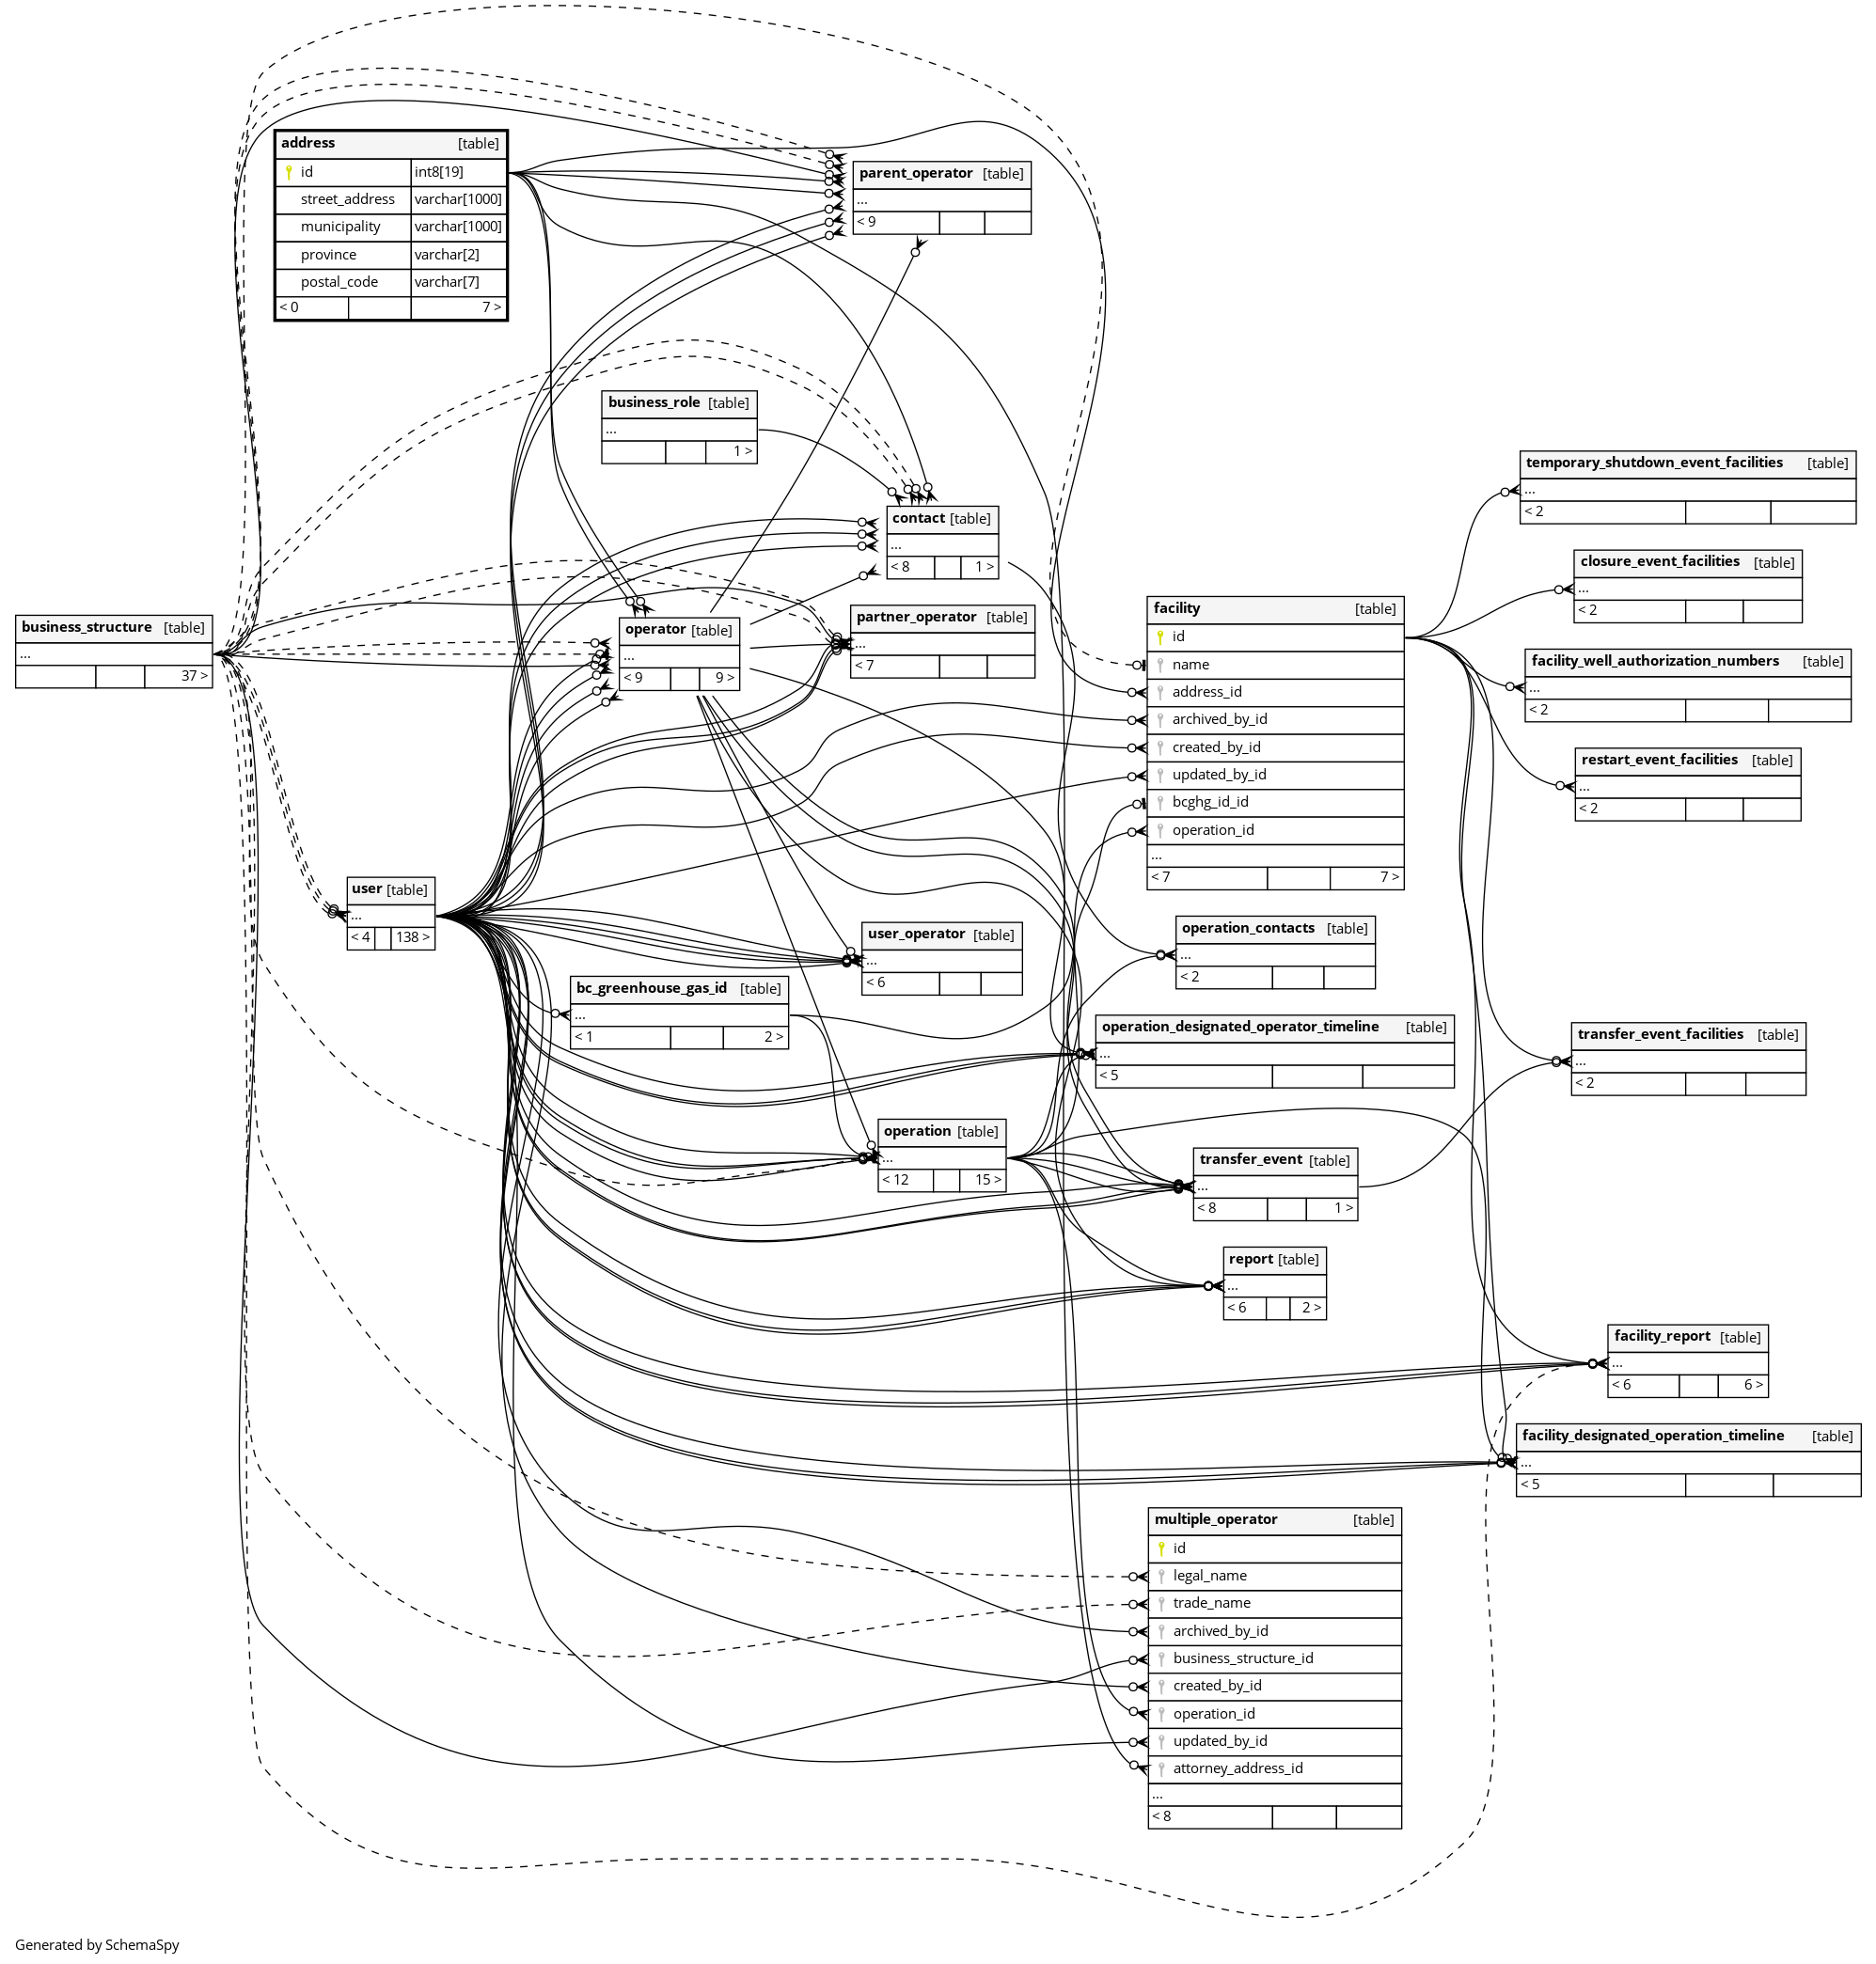 address [table]
id int8[19]
street_address varchar[1000]
municipality varchar[1000]
province varchar[2]
postal_code varchar[7]
< 0 7 >
parent_operator [table]
...
< 9
business_role [table]
...
1 >
contact [table]
...
< 8 1 >
business_structure [table]
...
37 >
operator [table]
...
< 9 9 >
partner_operator [table]
...
< 7
facility [table]
id
name
address_id
archived_by_id
created_by_id
updated_by_id
bcghg_id_id
operation_id
...
< 7 7 >
temporary_shutdown_event_facilities [table]
...
< 2
closure_event_facilities [table]
...
< 2
facility_well_authorization_numbers [table]
...
< 2
restart_event_facilities [table]
...
< 2
user [table]
...
< 4 138 >
user_operator [table]
...
< 6
operation_contacts [table]
...
< 2
bc_greenhouse_gas_id [table]
...
< 1 2 >
operation_designated_operator_timeline [table]
...
< 5
transfer_event_facilities [table]
...
< 2
operation [table]
...
< 12 15 >
transfer_event [table]
...
< 8 1 >
report [table]
...
< 6 2 >
facility_report [table]
...
< 6 6 >
facility_designated_operation_timeline [table]
...
< 5
multiple_operator [table]
id
legal_name
trade_name
archived_by_id
business_structure_id
created_by_id
operation_id
updated_by_id
attorney_address_id
...
< 8
Generated by SchemaSpy